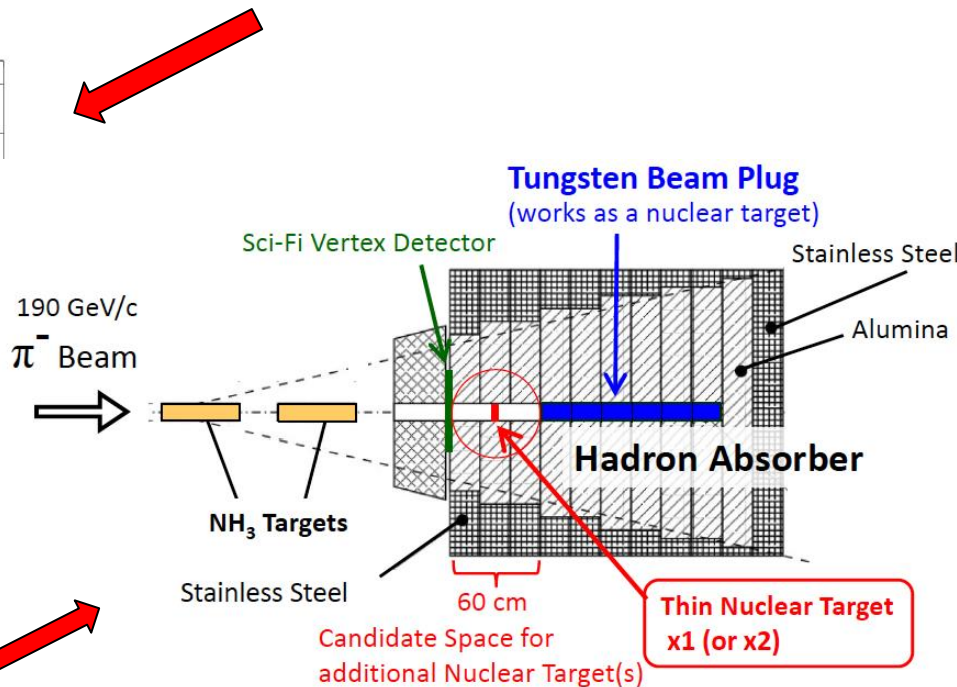 Tungsten Beam Plug
(works as a nuclear target)
Sci-Fi Vertex Detector
Stainless Steel
190 GeV/c
π⁻ Beam
Alumina
Hadron Absorber
NH₃ Targets
Stainless Steel
60 cm
Candidate Space for
additional Nuclear Target(s)
Thin Nuclear Target
x1 (or x2)